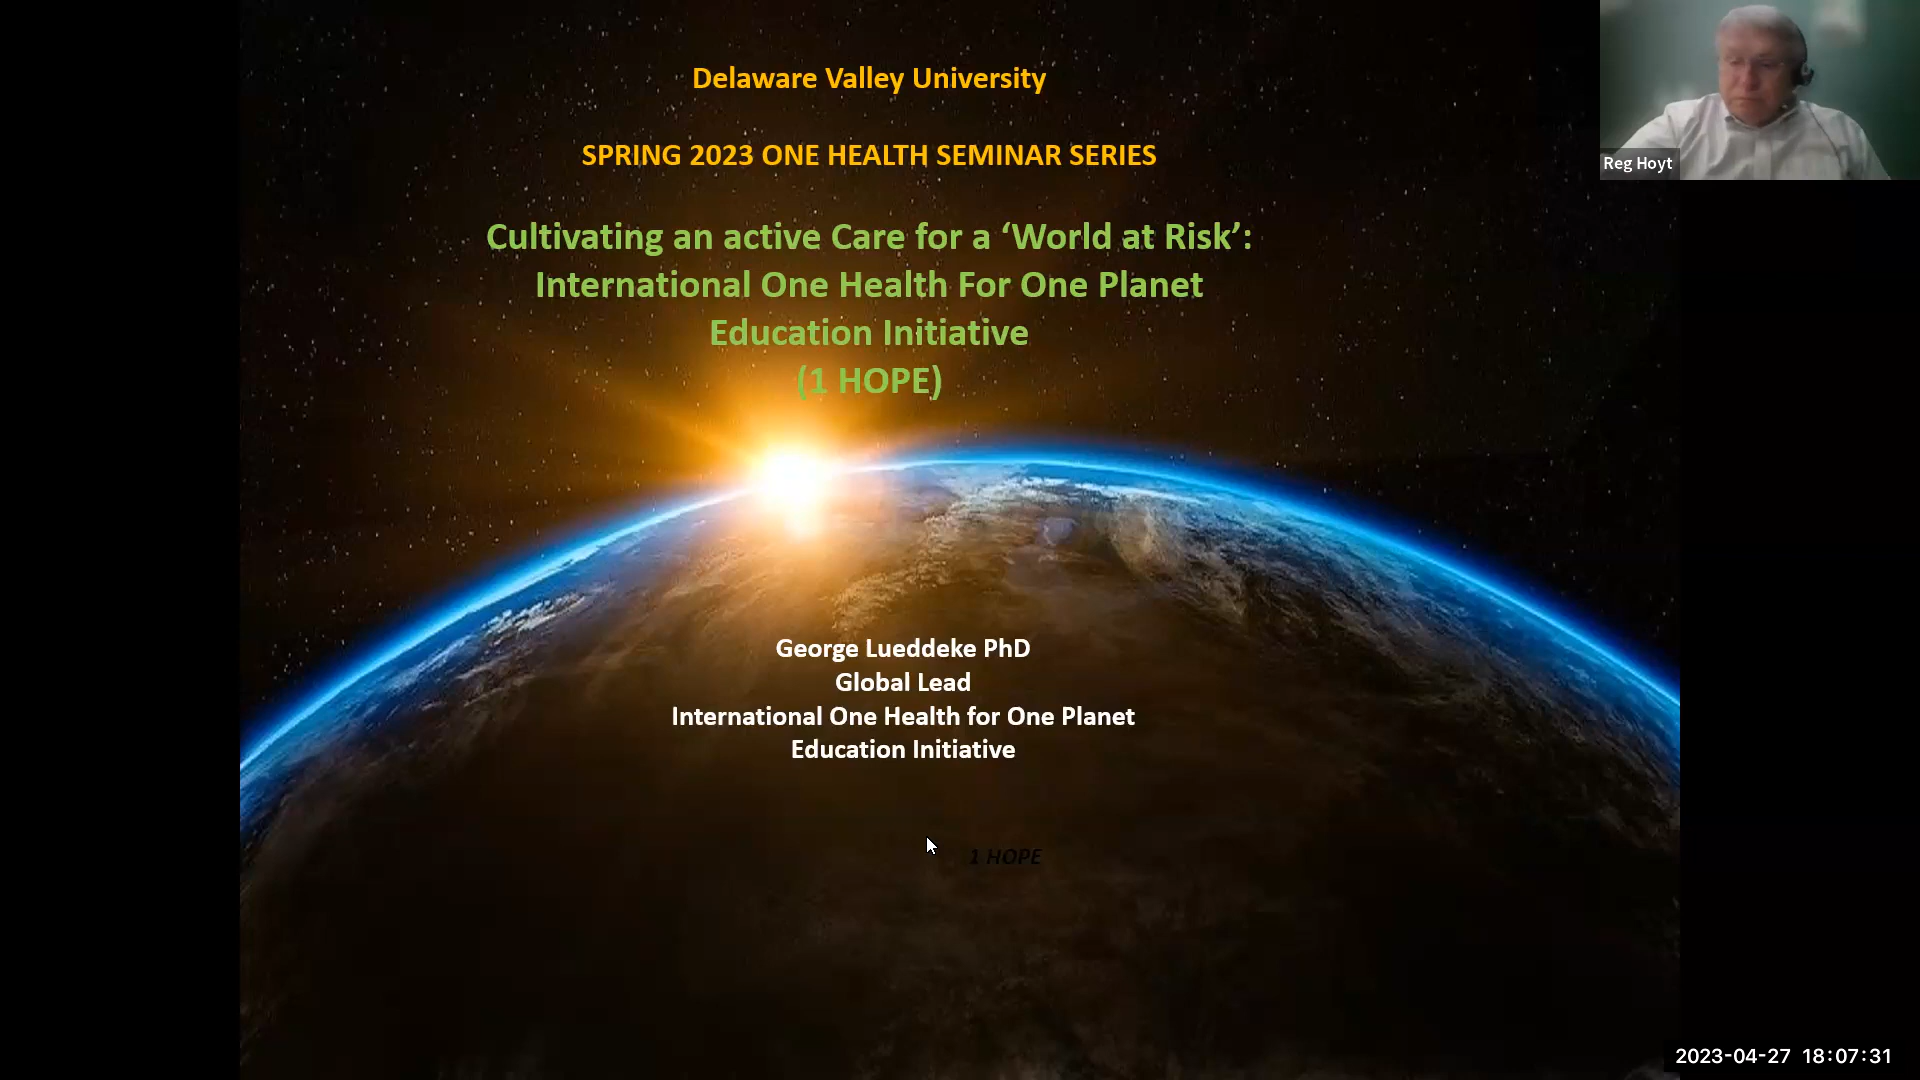 Delaware Valley University
SPRING 2023 ONE HEALTH SEMINAR SERIES
Cultivating an active Care for a ‘World at Risk’:
International One Health For One Planet
Education Initiative
(1 HOPE)
George Lueddeke PhD
Global Lead
International One Health for One Planet
Education Initiative
1 HOPE
Reg Hoyt
2023-04-27 18:07:31